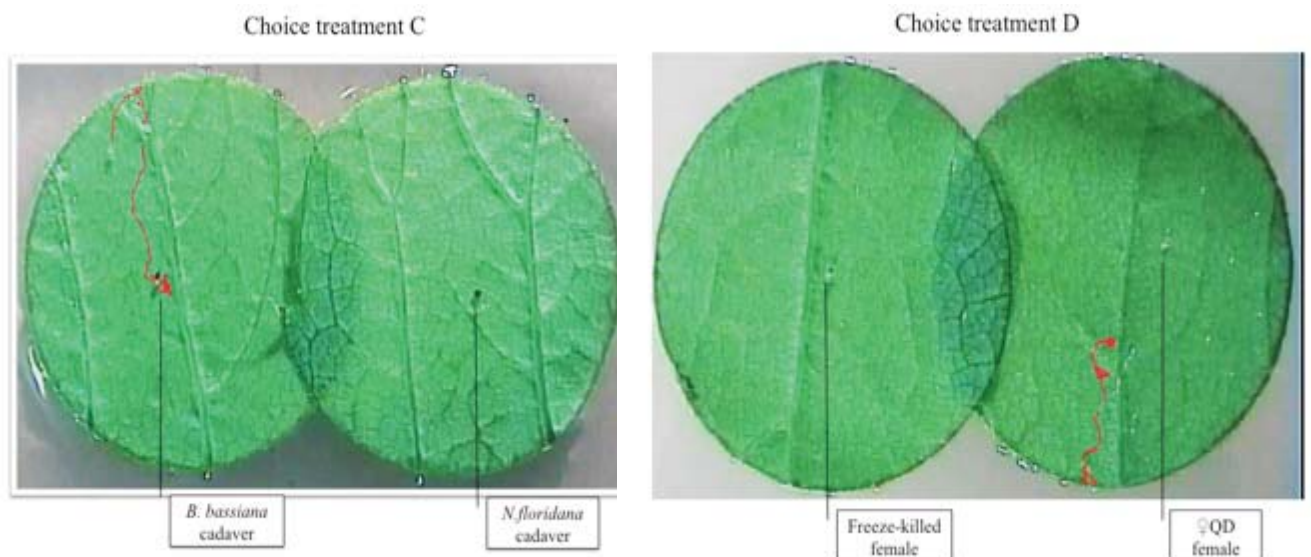 Choice treatment C
Choice treatment D
B. bassiana
cadaver
N.floridana
cadaver
Freeze-killed
female
♀QD
female